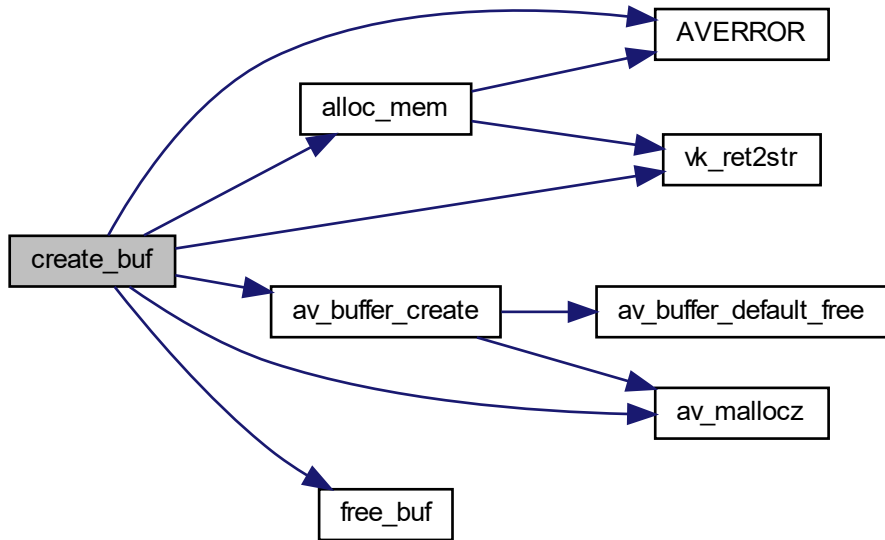 AVERROR
alloc_mem
vk_ret2str
create_buf
av_buffer_create
av_buffer_default_free
av_mallocz
free_buf